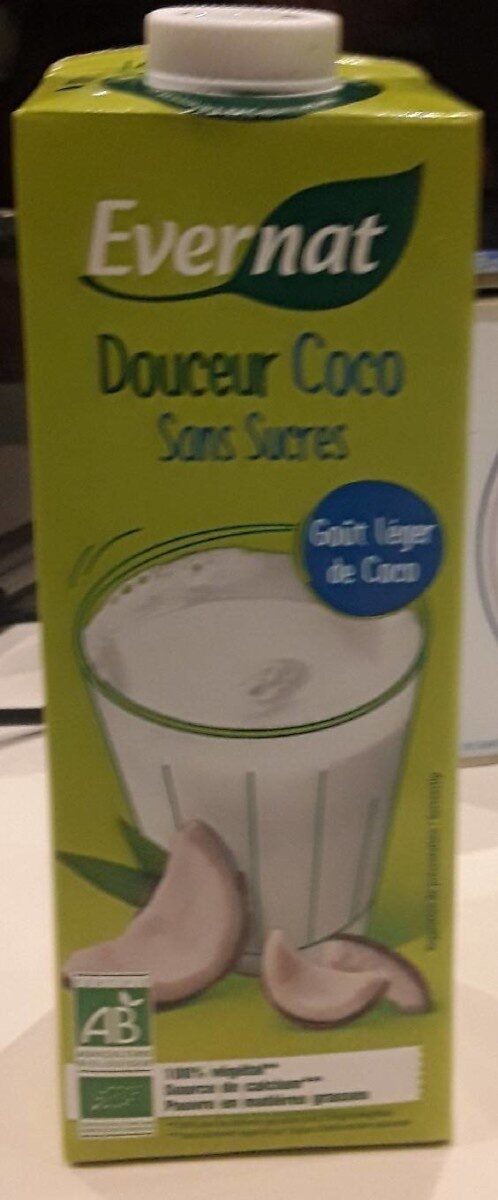 Evernat
Douceur Coco
Sans Sucres
Goût léger
de Coco
AB
100% végétal**
Source de calcium***
Pauvre en matières grasses